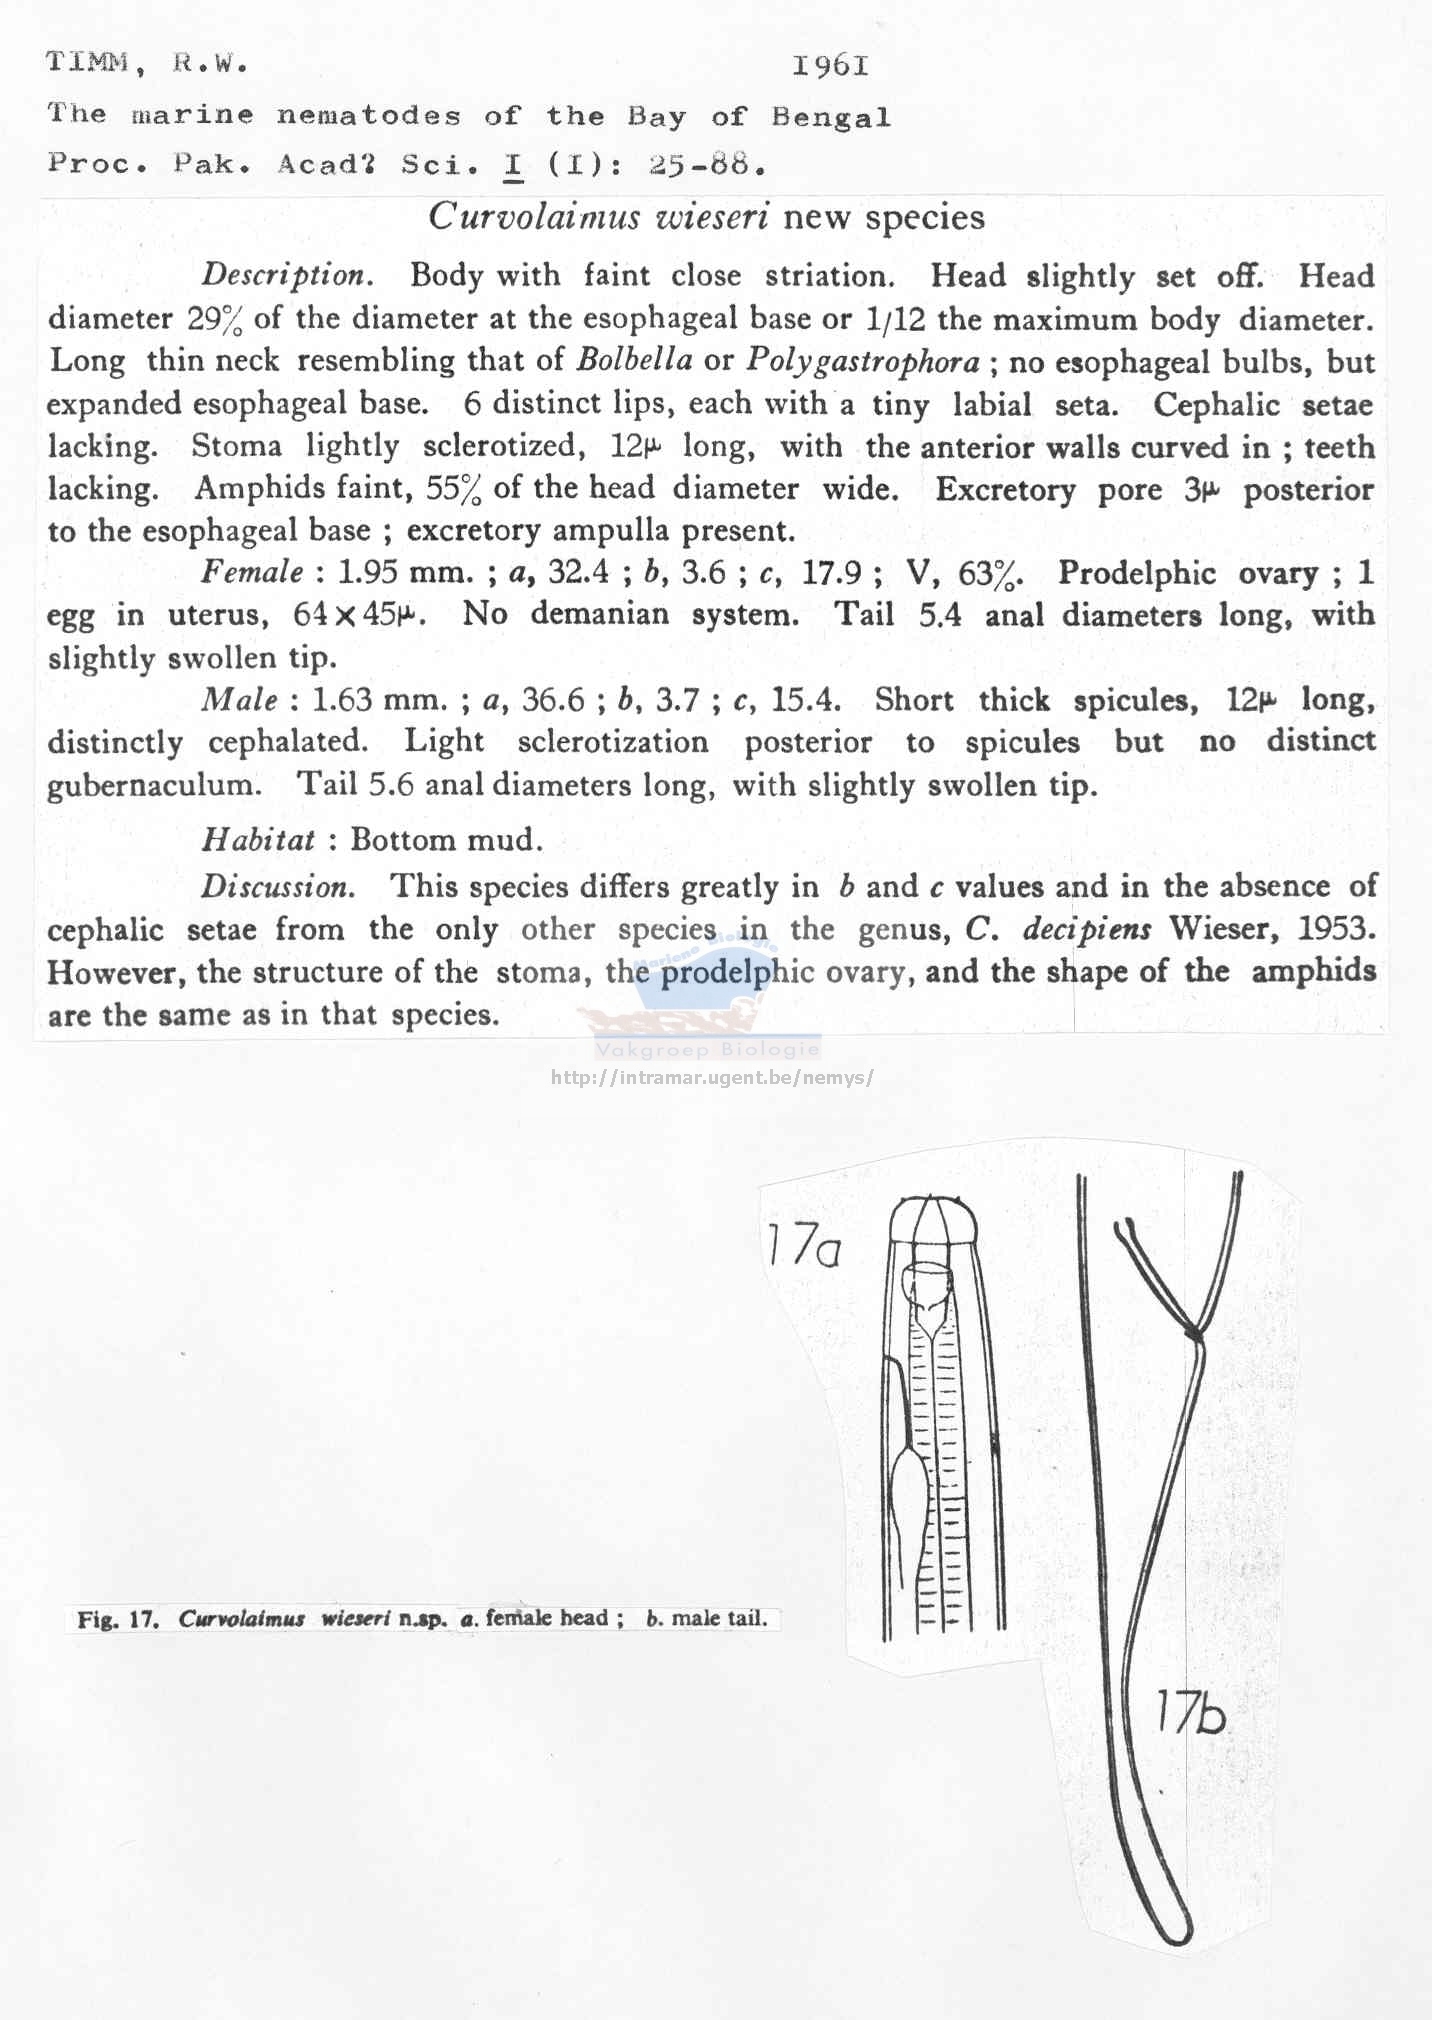 TIMM, R.W. 1961
The marine nematodes of the Bay of Bengal
Proc. Pak. Acad? Sci. I (I): 25-88.
Curvolaimus wieseri new species
Description. Body with faint close striation. Head slightly set off. Head
diameter 29% of the diameter at the esophageal base or 1/12 the maximum body diameter.
Long thin neck resembling that of Bolbella or Polygastrophora ; no esophageal bulbs, but
expanded esophageal base. 6 distinct lips, each with a tiny labial seta. Cephalic setae
lacking. Stoma lightly sclerotized, 12μ long, with the anterior walls curved in ; teeth
lacking. Amphids faint, 55% of the head diameter wide. Excretory pore 3μ posterior
to the esophageal base ; excretory ampulla present.
Female : 1.95 mm. ; a, 32.4 ; b, 3.6 ; c, 17.9 ; V, 63%. Prodelphic ovary ; 1
egg in uterus, 64×45μ. No demanian system. Tail 5.4 anal diameters long, with
slightly swollen tip.
Male : 1.63 mm. ; a, 36.6 ; b, 3.7 ; c, 15.4. Short thick spicules, 12μ long,
distinctly cephalated. Light sclerotization posterior to spicules but no distinct
gubernaculum. Tail 5.6 anal diameters long, with slightly swollen tip.
Habitat : Bottom mud.
Discussion. This species differs greatly in b and c values and in the absence of
cephalic setae from the only other species in the genus, C. decipiens Wieser, 1953.
However, the structure of the stoma, the prodelphic ovary, and the shape of the amphids
are the same as in that species.
Mariene Biologie
Vakgroep Biologie
http://intramar.ugent.be/nemys/
17a
Fig. 17. Curvolaimus wieseri n.sp. a. female head ; b. male tail.
17b